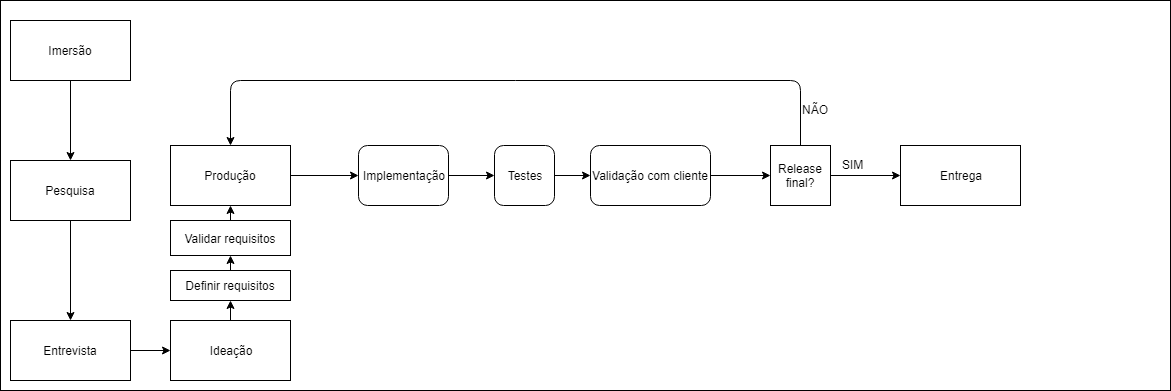 Imersão
Pesquisa
Entrevista
Ideação
Definir requisitos
Validar requisitos
Produção
Implementação
Testes
Validação com cliente
Release
final?
NÃO
SIM
Entrega